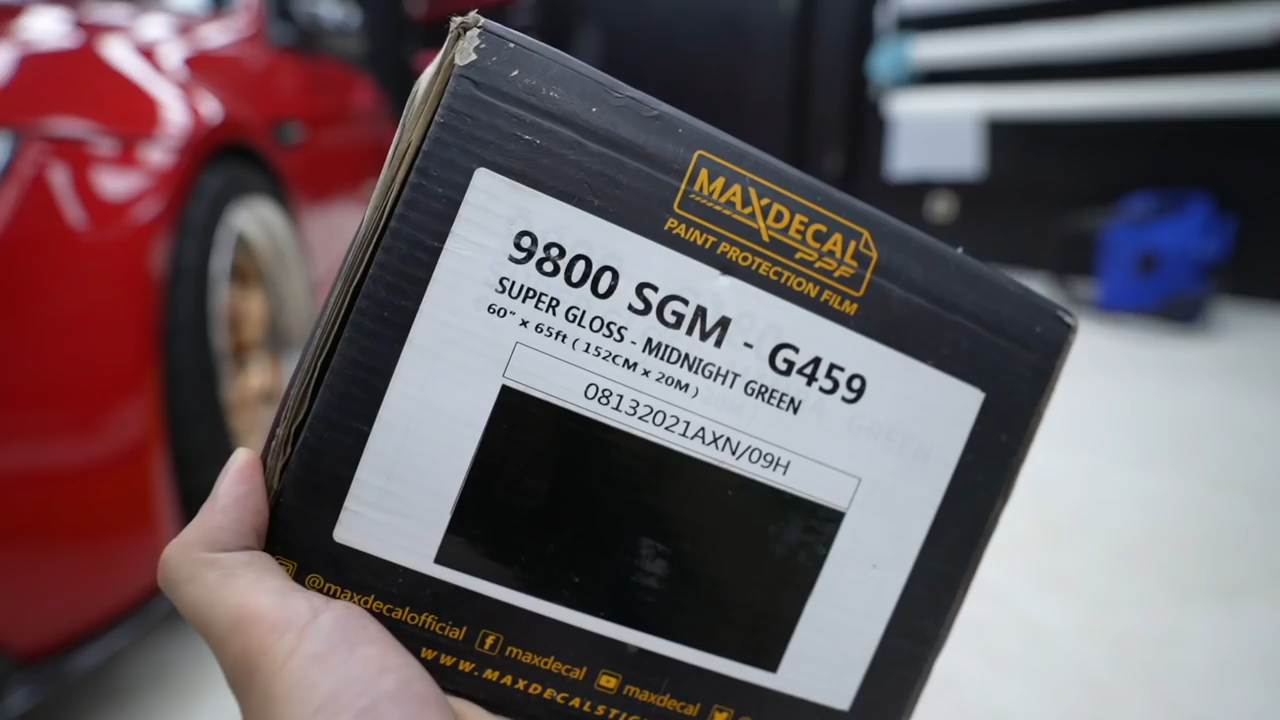 MAXDECAL
PPF
PAINT PROTECTION FILM
9800 SGM - G459
SUPER GLOSS - MIDNIGHT GREEN
60" x 65ft ( 152CM x 20M )
08132021AXN/09H
@maxdecalofficial maxdecal maxdecal
WWW.MAXDECALSTIC